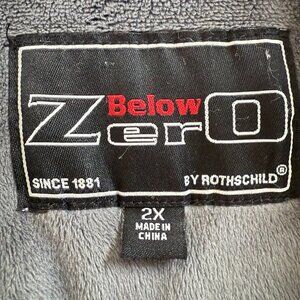 Below
ZerO
SINCE 1881 BY ROTHSCHILD®
2X
MADE IN
CHINA